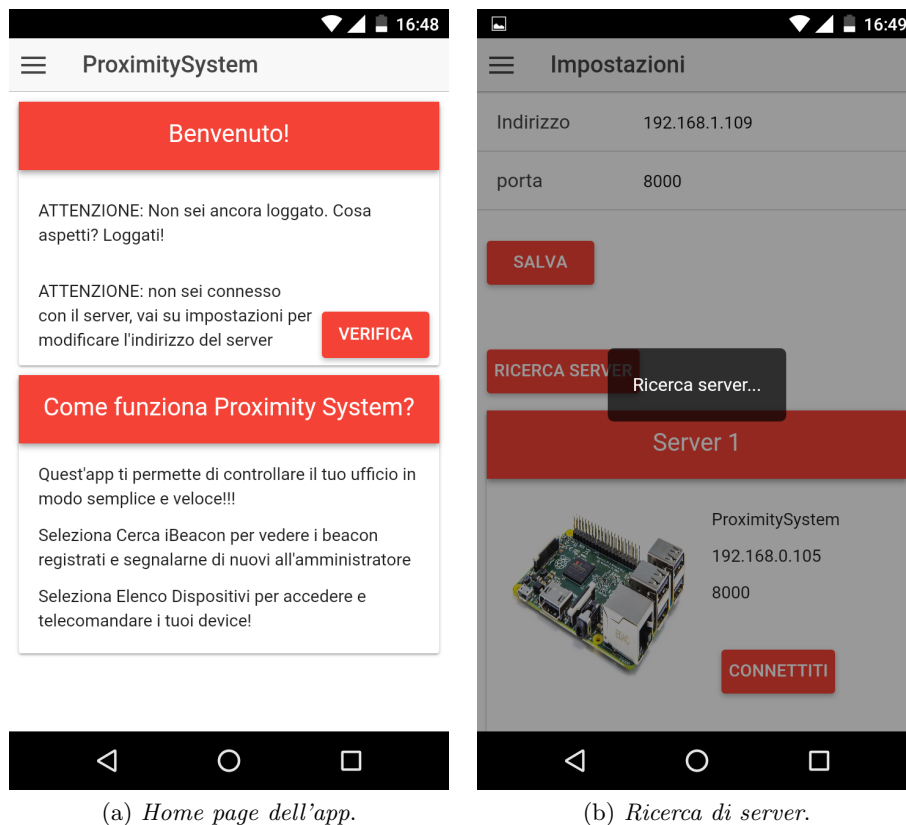 16:48
ProximitySystem
Benvenuto!
ATTENZIONE: Non sei ancora loggato. Cosa
aspetti? Loggati!
ATTENZIONE: non sei connesso
con il server, vai su impostazioni per
modificare l'indirizzo del server
VERIFICA
Come funziona Proximity System?
Quest'app ti permette di controllare il tuo ufficio in
modo semplice e veloce!!!
Seleziona Cerca iBeacon per vedere i beacon
registrati e segnalarne di nuovi all'amministratore
Seleziona Elenco Dispositivi per accedere e
telecomandare i tuoi device!
(a) Home page dell'app.
16:49
Impostazioni
Indirizzo 192.168.1.109
porta 8000
SALVA
RICERCA SERVER
Ricerca server...
Server 1
ProximitySystem
192.168.0.105
8000
CONNETTITI
(b) Ricerca di server.